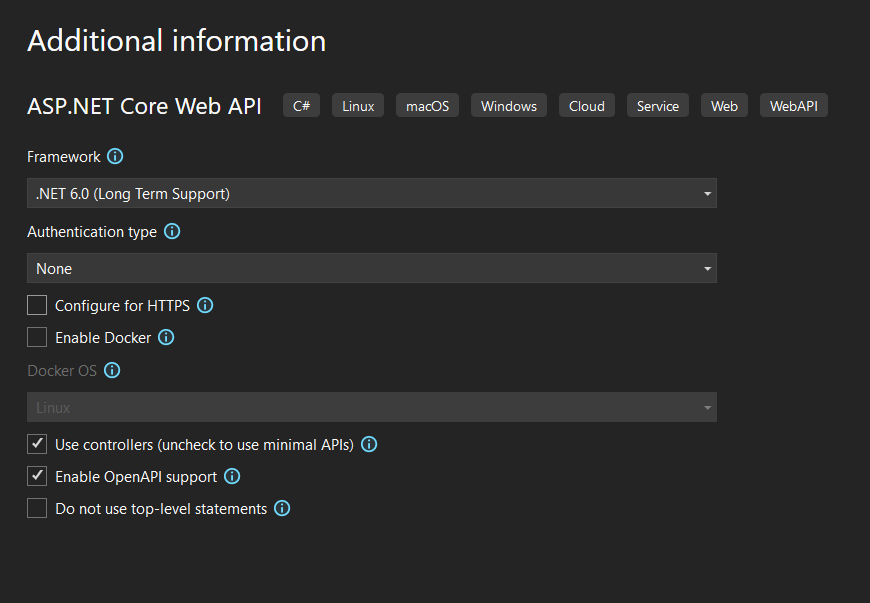 Additional information
ASP.NET Core Web API C# Linux macOS Windows Cloud Service Web WebAPI
Framework
.NET 6.0 (Long Term Support)
Authentication type
None
Configure for HTTPS
Enable Docker
Docker OS
Linux
Use controllers (uncheck to use minimal APIs)
Enable OpenAPI support
Do not use top-level statements